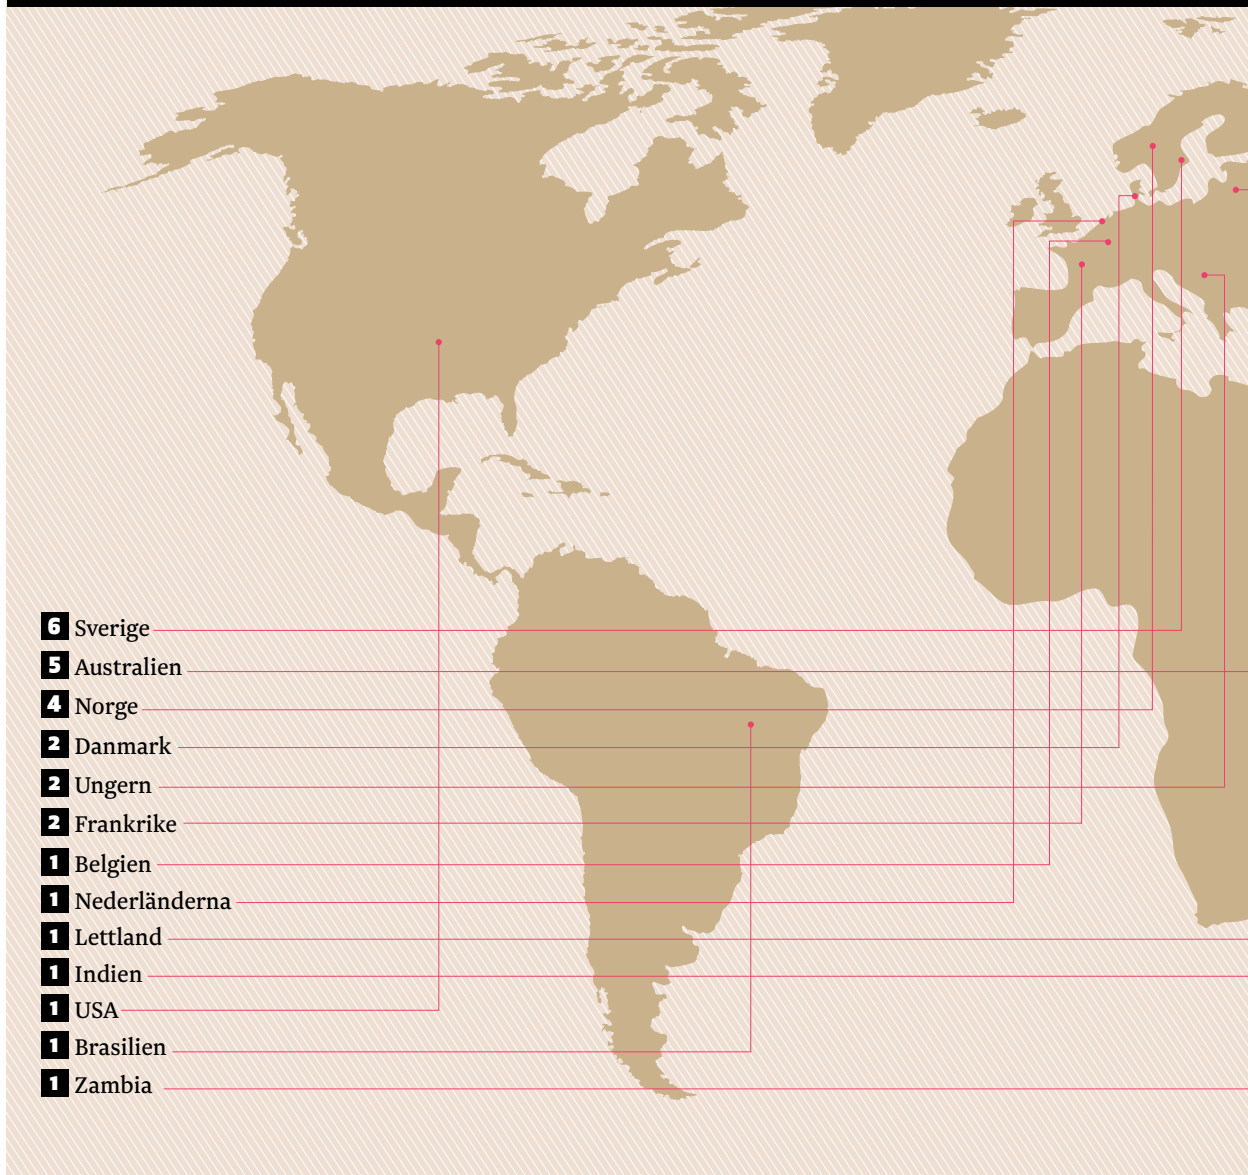 6 Sverige
5 Australien
4 Norge
2 Danmark
2 Ungern
2 Frankrike
1 Belgien
1 Nederländerna
1 Lettland
1 Indien
1 USA
1 Brasilien
1 Zambia